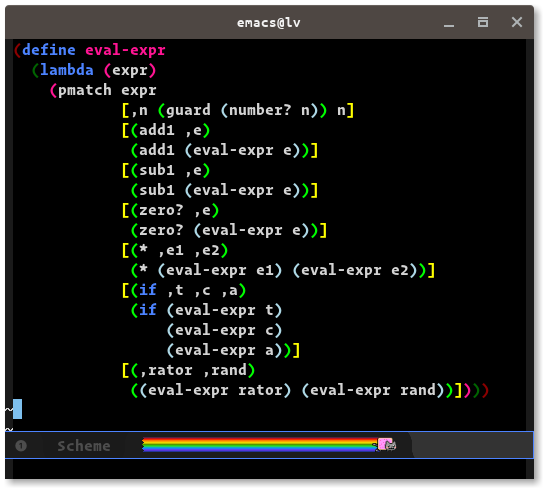 emacs@lv
(define eval-expr
(lambda (expr)
(pmatch expr
[,n (guard (number? n)) n]
[(add1 ,e)
(add1 (eval-expr e))]
[(sub1 ,e)
(sub1 (eval-expr e))]
[(zero? ,e)
(zero? (eval-expr e))]
[(* ,e1 ,e2)
(* (eval-expr e1) (eval-expr e2))]
[(if ,t ,c ,a)
(if (eval-expr t)
(eval-expr c)
(eval-expr a))]
[(,rator ,rand)
((eval-expr rator) (eval-expr rand))])))
~
~
❶ Scheme